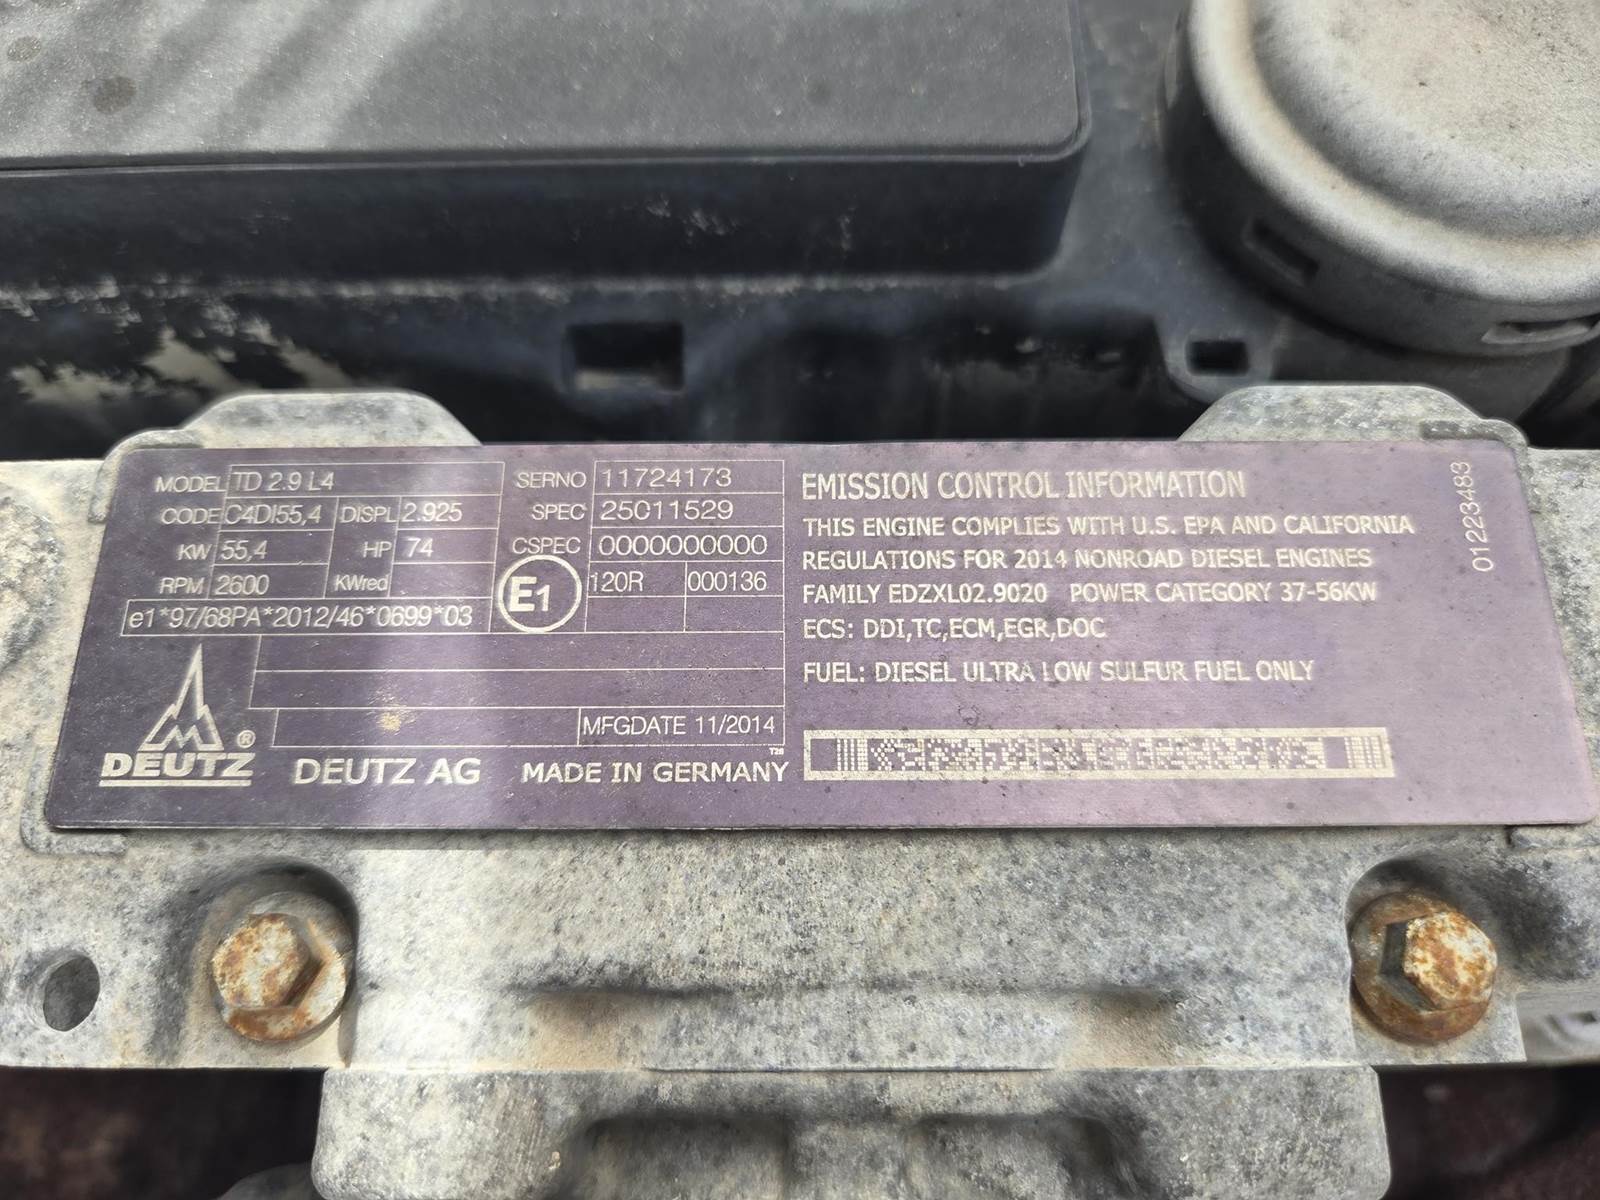 MODEL TD 2.9 L4
CODE C4DI55,4 DISPL 2.925
KW 55,4 HP 74
RPM 2600 KWred
e1*97/68PA*2012/46*0699*03
SERNO 11724173
SPEC 25011529
CSPEC 0000000000
E1 120R 000136
MFGDATE 11/2014
T26
DEUTZ ®
DEUTZ AG MADE IN GERMANY
EMISSION CONTROL INFORMATION
THIS ENGINE COMPLIES WITH U.S. EPA AND CALIFORNIA
REGULATIONS FOR 2014 NONROAD DIESEL ENGINES
FAMILY EDZXL02.9020 POWER CATEGORY 37-56KW
ECS: DDI,TC,ECM,EGR,DOC
FUEL: DIESEL ULTRA LOW SULFUR FUEL ONLY
01223483